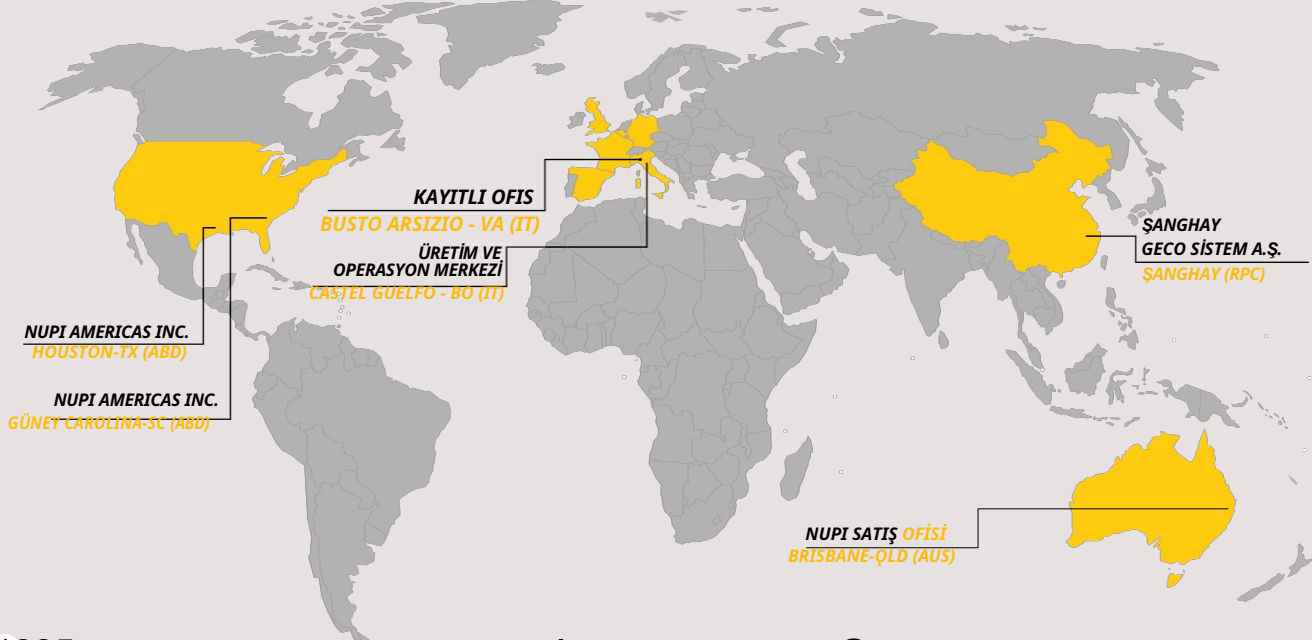 KAYITLI OFIS
BUSTO ARSIZIO - VA (IT)
ÜRETİM VE
OPERASYON MERKEZİ
CASTEL GUELFO - BO (IT)
ŞANGHAY
GECO SİSTEM A.Ş.
ŞANGHAY (RPC)
NUPI AMERICAS INC.
HOUSTON-TX (ABD)
NUPI AMERICAS INC.
GÜNEY CAROLINA-SC (ABD)
NUPI SATIŞ OFİSİ
BRISBANE-QLD (AUS)